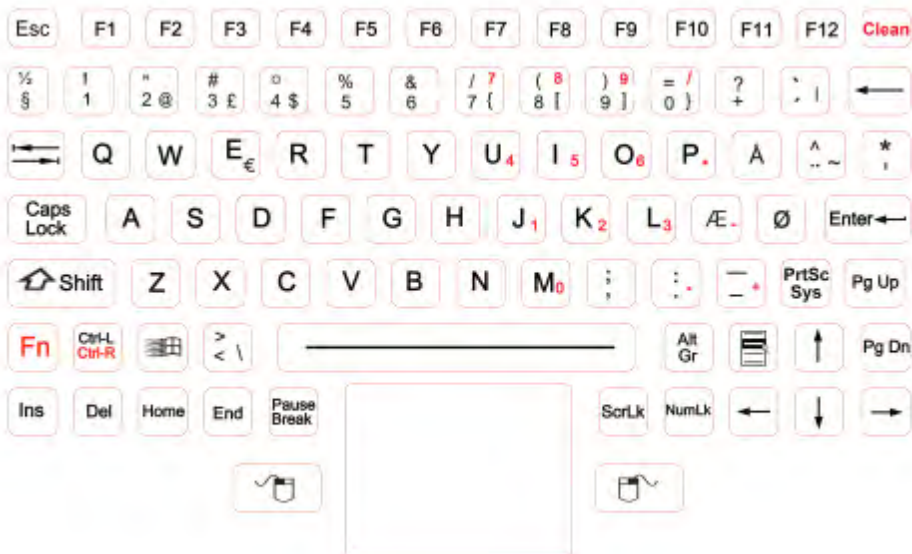 Esc F1 F2 F3 F4 F5 F6 F7 F8 F9 F10 F11 F12 Clean
½ ! " # ¤ % & / 7 ( 8 ) 9 = / ? `
§ 1 2 @ 3 £ 4 $ 5 6 7 { 8 [ 9 ] 0 } + ´ | ←
Q W E € R T Y U 4 I 5 O 6 P * Å ^ ¨ ~ * '
Caps Lock A S D F G H J 1 K 2 L 3 Æ - Ø Enter
Shift Z X C V B N M 0 ; , : . . _ - + PrtSc Sys Pg Up
Fn Ctrl-L Ctrl-R > < \ Alt Gr ↑ Pg Dn
Ins Del Home End Pause Break ScrLk NumLk ← ↓ →